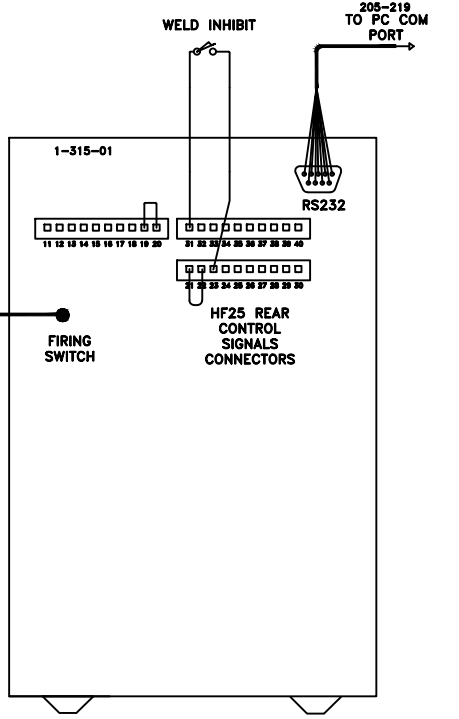 205-219
TO PC COM
PORT
WELD INHIBIT
1-315-01
RS232
11 12 13 14 15 16 17 18 19 20
31 32 33 34 35 36 37 38 39 40
21 22 23 24 25 26 27 28 29 30
HF25 REAR
CONTROL
SIGNALS
CONNECTORS
FIRING
SWITCH